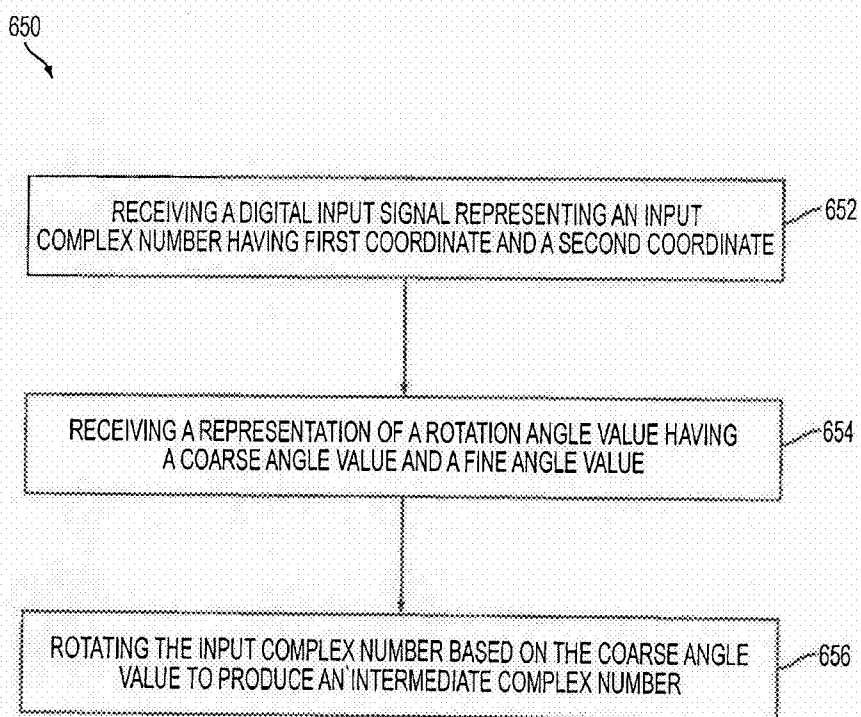 650
RECEIVING A DIGITAL INPUT SIGNAL REPRESENTING AN INPUT
COMPLEX NUMBER HAVING FIRST COORDINATE AND A SECOND COORDINATE
652
RECEIVING A REPRESENTATION OF A ROTATION ANGLE VALUE HAVING
A COARSE ANGLE VALUE AND A FINE ANGLE VALUE
654
ROTATING THE INPUT COMPLEX NUMBER BASED ON THE COARSE ANGLE
VALUE TO PRODUCE AN INTERMEDIATE COMPLEX NUMBER
656